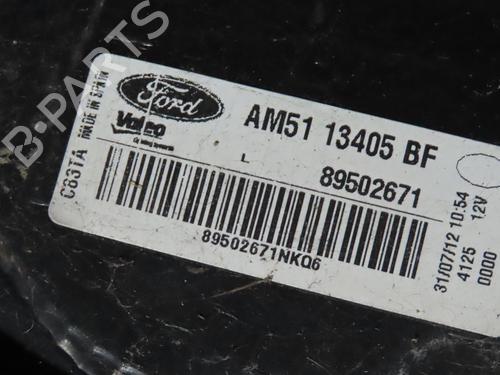 B-PARTS
Ford
AM51 13405 BF
Valeo
L
89502671
89502671NKQ6
C83TA
MADE IN SPAIN
31/07/12 10:54
4125 12V
0000